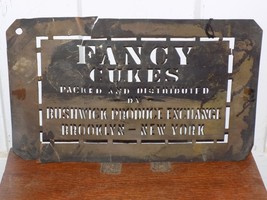 FANCY
CUKES
PACKED AND DISTRIBUTED
BY
BUSHWICK PRODUCE EXCHANGE
BROOKLYN - NEW YORK